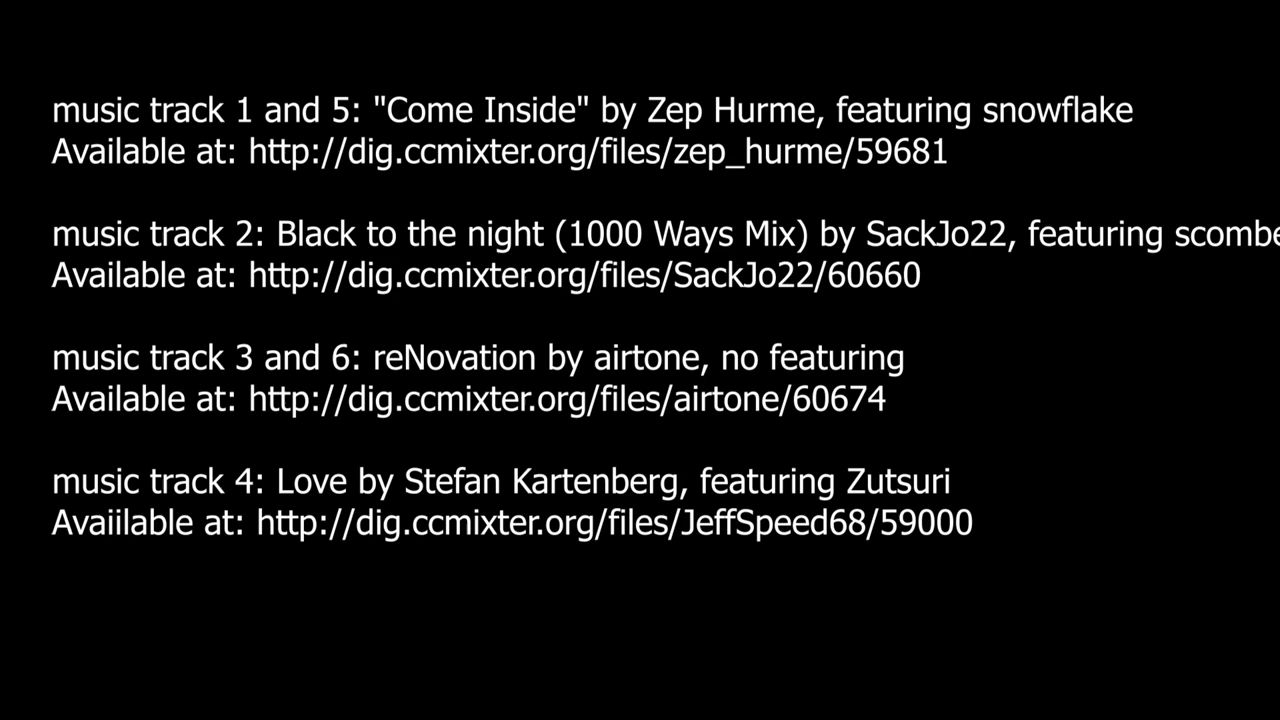 music track 1 and 5: "Come Inside" by Zep Hurme, featuring snowflake
Available at: http://dig.ccmixter.org/files/zep_hurme/59681
music track 2: Black to the night (1000 Ways Mix) by SackJo22, featuring
Available at: http://dig.ccmixter.org/files/SackJo22/60660
music track 3 and 6: reNovation by airtone, no featuring
Available at: http://dig.ccmixter.org/files/airtone/60674
music track 4: Love by Stefan Kartenberg, featuring Zutsuri
Avaiilable at: http://dig.ccmixter.org/files/JeffSpeed68/59000